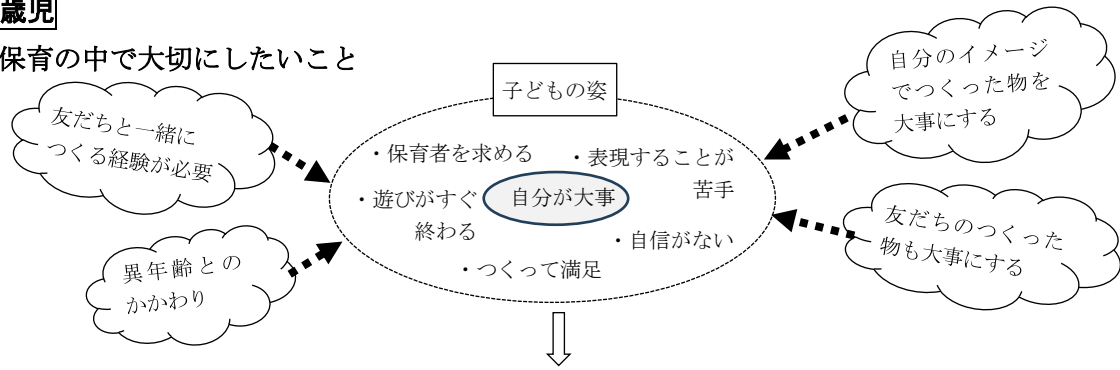 歳児
保育の中で大切にしたいこと
子どもの姿
友だちと一緒に
つくる経験が必要
異年齢との
かかわり
・保育者を求める
・表現することが
苦手
・遊びがすぐ
終わる
自分が大事
・自信がない
・つくって満足
自分のイメージ
でつくった物を
大事にする
友だちのつくった
物も大事にする